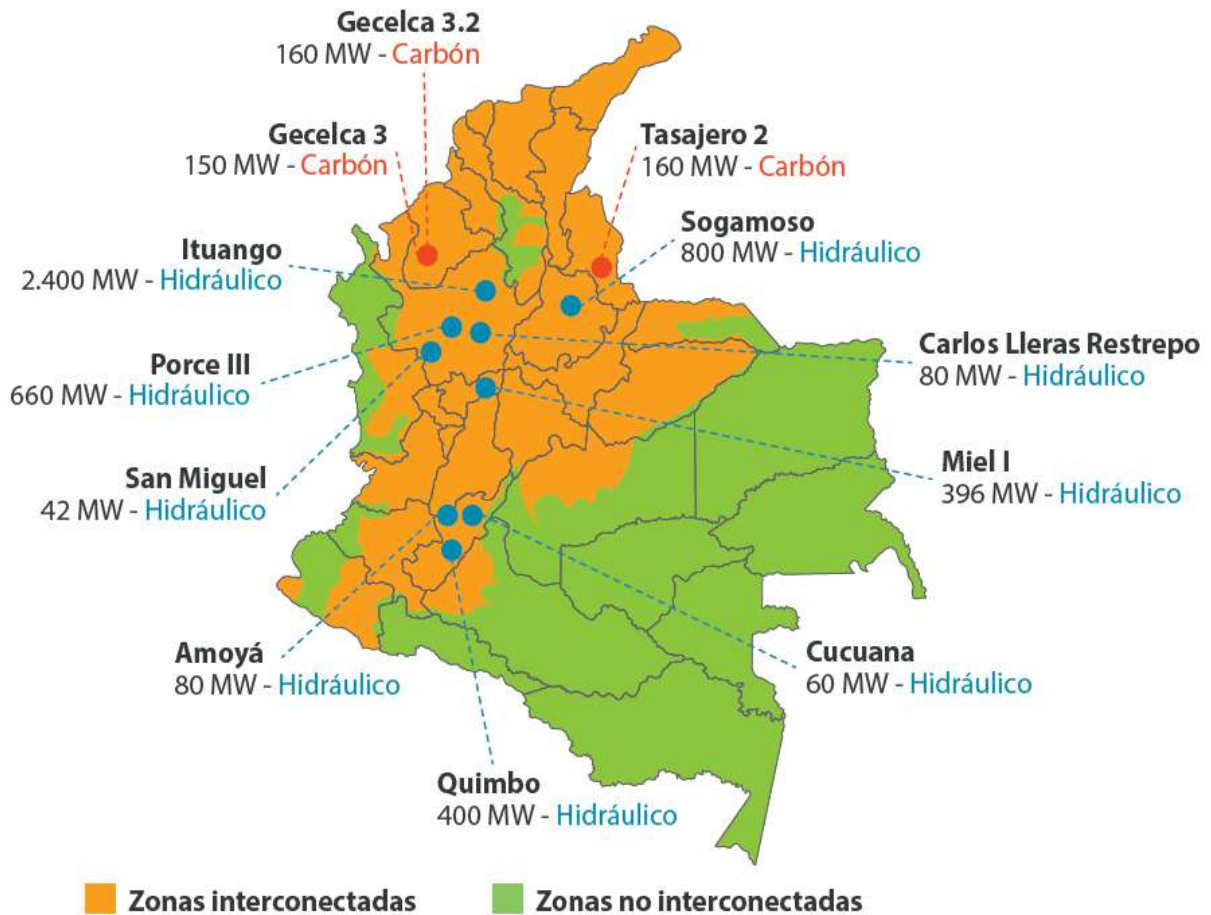 Gecelca 3.2
160 MW - Carbón
Gecelca 3
150 MW - Carbón
Tasajero 2
160 MW - Carbón
Ituango
2.400 MW - Hidráulico
Sogamoso
800 MW - Hidráulico
Porce III
660 MW - Hidráulico
Carlos Lleras Restrepo
80 MW - Hidráulico
San Miguel
42 MW - Hidráulico
Miel I
396 MW - Hidráulico
Amoyá
80 MW - Hidráulico
Cucuana
60 MW - Hidráulico
Quimbo
400 MW - Hidráulico
Zonas interconectadas
Zonas no interconectadas